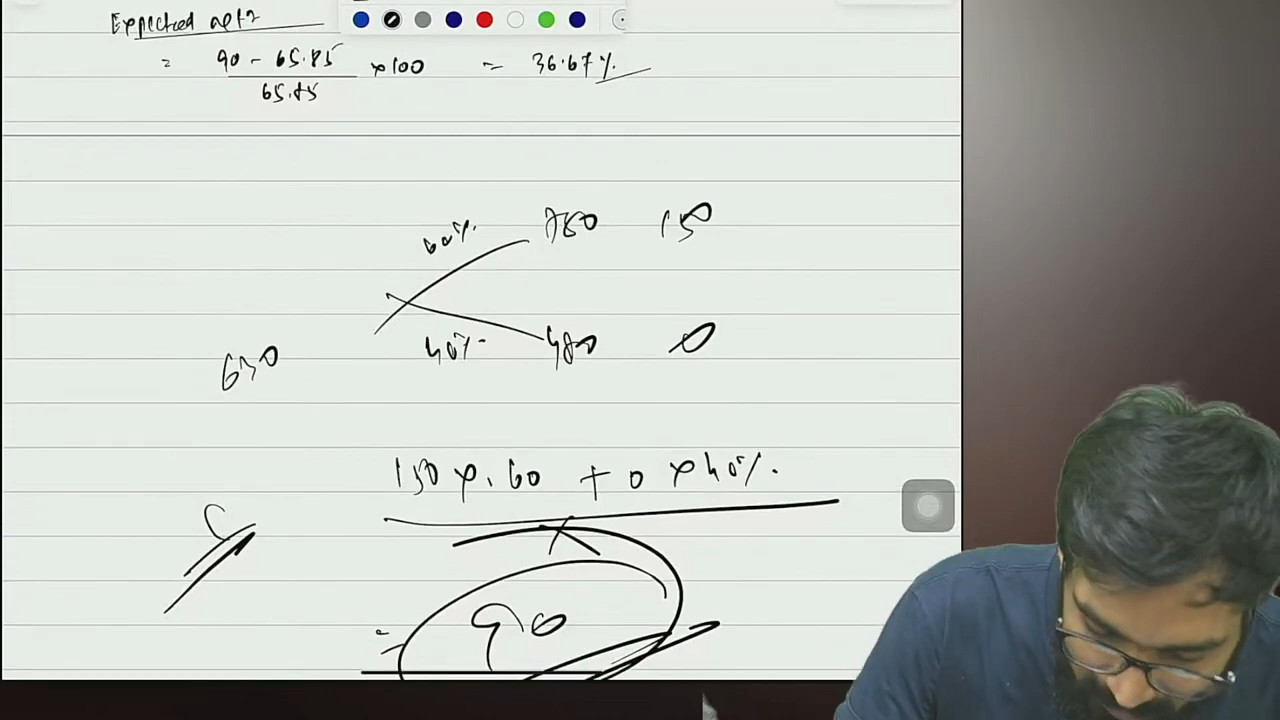 Expected
= 90 - 65.85 / 65.85 × 100 = 36.67%
60% 780 150
630
40% 480 0
150 × .60 + 0 × 40%
C
= 90